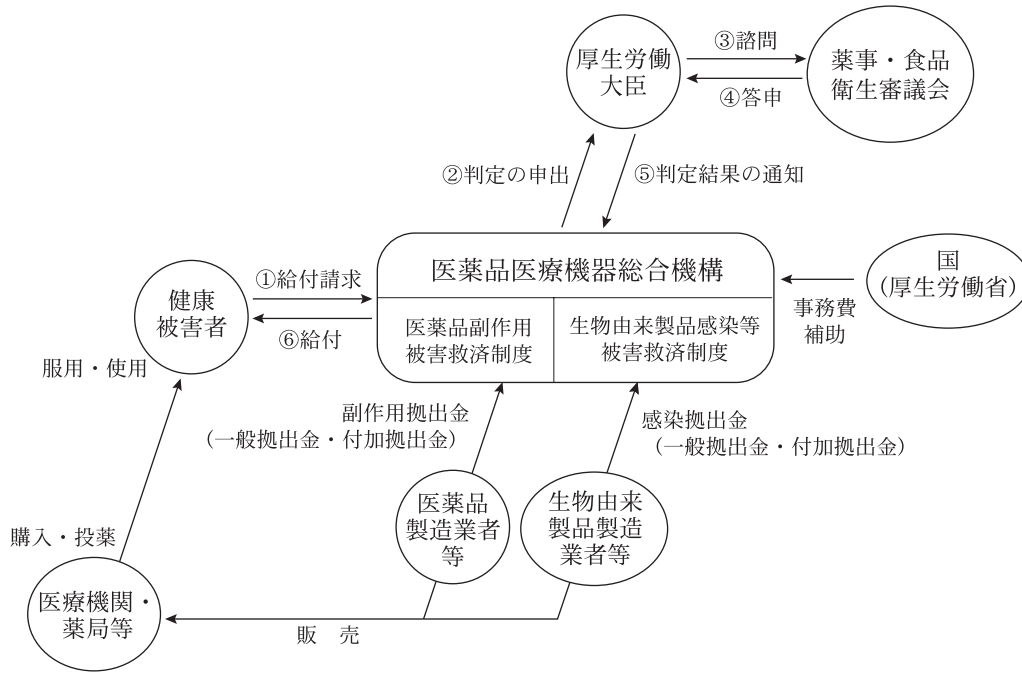 厚生労働
大臣
③諮問
④答申
薬事・食品
衛生審議会
②判定の申出
⑤判定結果の通知
健康
被害者
①給付請求
⑥給付
医薬品医療機器総合機構
医薬品副作用
被害救済制度
生物由来製品感染等
被害救済制度
国
(厚生労働省)
事務費
補助
服用・使用
副作用拠出金
(一般拠出金・付加拠出金)
感染拠出金
(一般拠出金・付加拠出金)
医薬品
製造業者
等
生物由来
製品製造
業者等
購入・投薬
医療機関・
薬局等
販 売